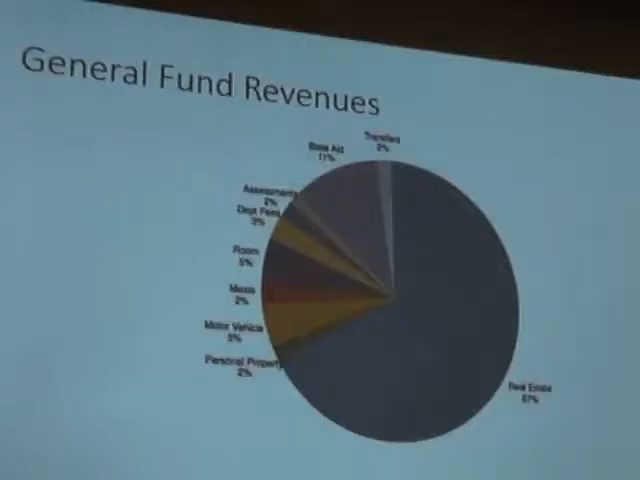 General Fund Revenues
Transfers
2%
State Aid
11%
Assessments
2%
Dept Fees
3%
Room
5%
Meals
2%
Motor Vehicle
5%
Personal Property
2%
Real Estate
67%